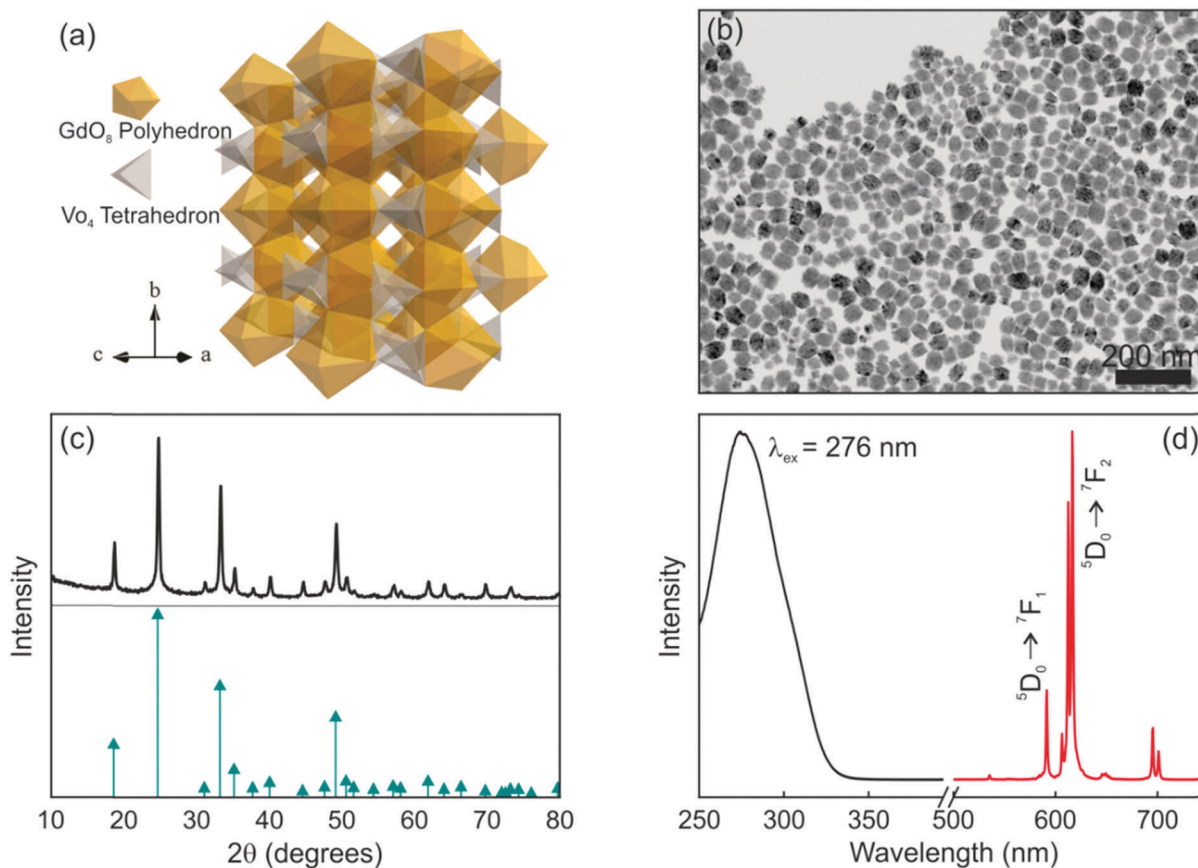 (a)
GdO₈ Polyhedron
Vo₄ Tetrahedron
b
c
a
(b)
200 nm
(c)
Intensity
10 20 30 40 50 60 70 80
2θ (degrees)
(d)
λex = 276 nm
⁵D₀ → ⁷F₁
⁵D₀ → ⁷F₂
Intensity
250 300 350 600 700
Wavelength (nm)